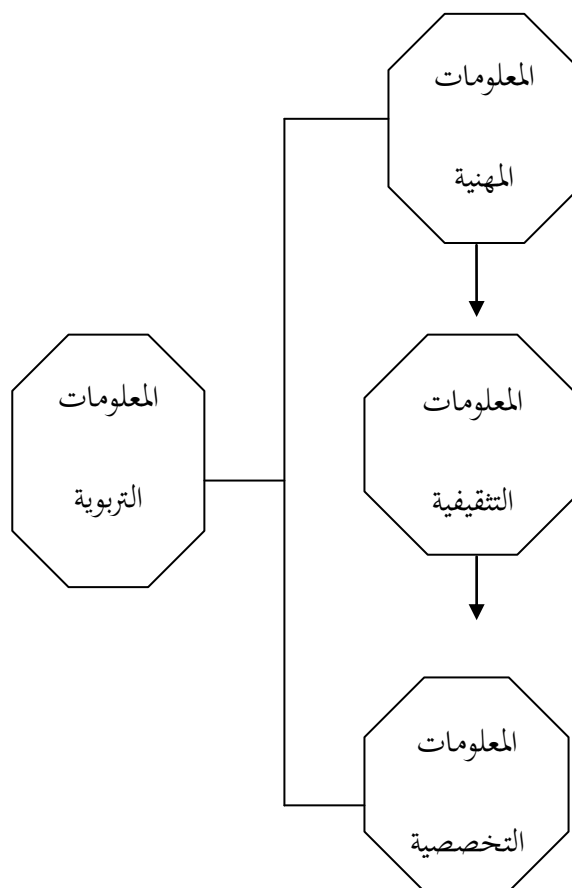 المعلومات
المهنية
المعلومات
التثقيفية
المعلومات
التربوية
المعلومات
التخصصية